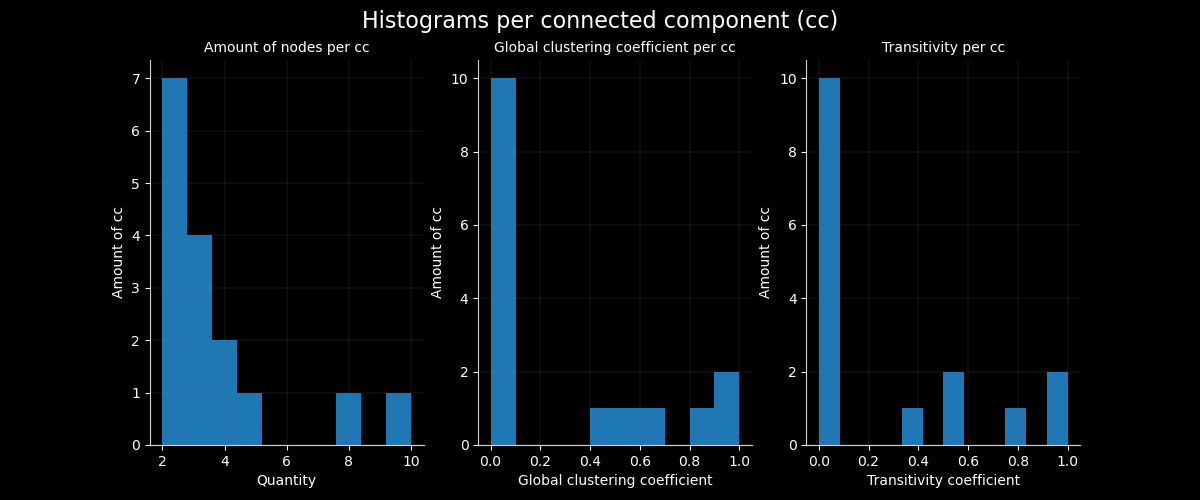 Histograms per connected component (cc)
Amount of nodes per cc
Amount of cc
7
6
5
4
3
2
1
0
2 4 6 8 10
Quantity
Global clustering coefficient per cc
Amount of cc
10
8
6
4
2
0
0.0 0.2 0.4 0.6 0.8 1.0
Global clustering coefficient
Transitivity per cc
Amount of cc
10
8
6
4
2
0
0.0 0.2 0.4 0.6 0.8 1.0
Transitivity coefficient